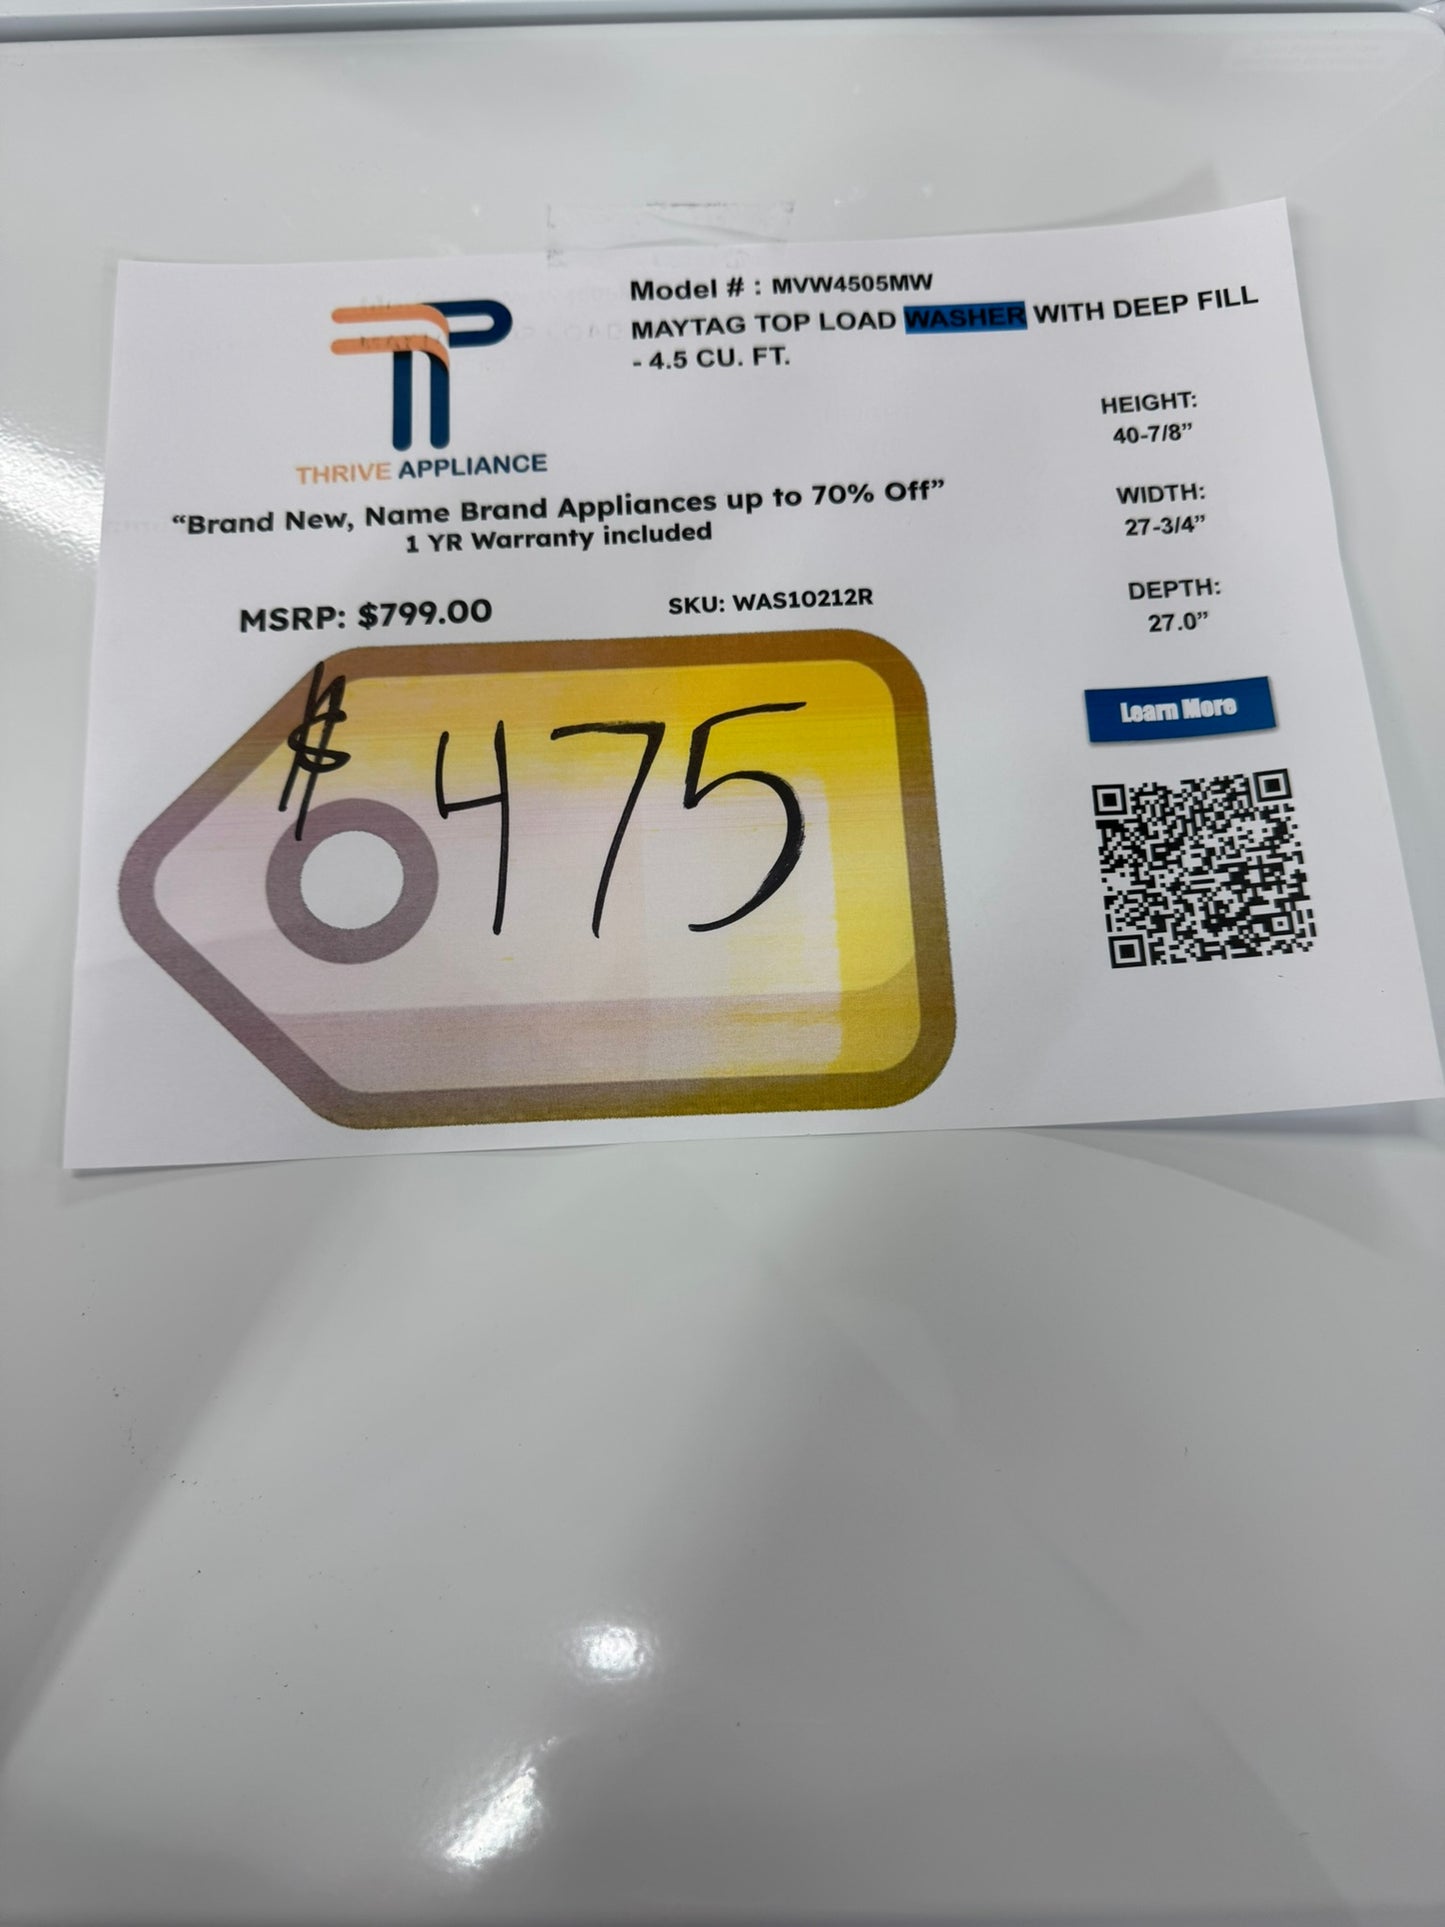 Model # : MVW4505MW
MAYTAG TOP LOAD WASHER WITH DEEP FILL
- 4.5 CU. FT.
THRIVE APPLIANCE
“Brand New, Name Brand Appliances up to 70% Off”
1 YR Warranty included
MSRP: $799.00
SKU: WAS10212R
$ 475
HEIGHT:
40-7/8”
WIDTH:
27-3/4”
DEPTH:
27.0”
Learn More